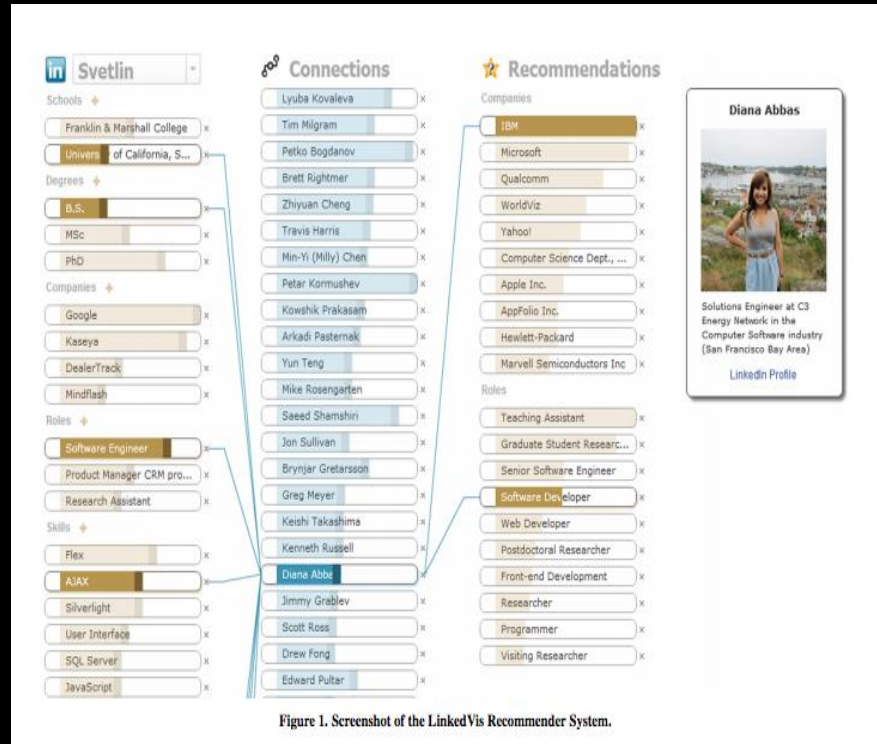 in Svetlin
Schools +
Franklin & Marshall College x
Univers of California, S... x
Degrees +
B.S. x
MSc x
PhD x
Companies +
Google x
Kaseya x
DealerTrack x
Mindflash x
Roles +
Software Engineer x
Product Manager CRM pro... x
Research Assistant x
Skills +
Flex x
AJAX x
Silverlight x
User Interface x
SQL Server x
JavaScript x
Connections
Lyuba Kovaleva x
Tim Milgram x
Petko Bogdanov x
Brett Rightmer x
Zhiyuan Cheng x
Travis Harris x
Min-Yi (Milly) Chen x
Petar Kormushev x
Kowshik Prakasam x
Arkadi Pasternak x
Yun Teng x
Mike Rosengarten x
Saeed Shamshiri x
Jon Sullivan x
Brynjar Gretarsson x
Greg Meyer x
Keishi Takashima x
Kenneth Russell x
Diana Abba x
Jimmy Grablev x
Scott Ross x
Drew Fong x
Edward Pultar x
Recommendations
Companies
IBM x
Microsoft x
Qualcomm x
WorldViz x
Yahoo! x
Computer Science Dept., ... x
Apple Inc. x
AppFolio Inc. x
Hewlett-Packard x
Marvell Semiconductors Inc x
Roles
Teaching Assistant x
Graduate Student Researc... x
Senior Software Engineer x
Software Developer x
Web Developer x
Postdoctoral Researcher x
Front-end Development x
Researcher x
Programmer x
Visiting Researcher x
Diana Abbas
Solutions Engineer at C3
Energy Network in the
Computer Software industry
(San Francisco Bay Area)
LinkedIn Profile
Figure 1. Screenshot of the LinkedVis Recommender System.